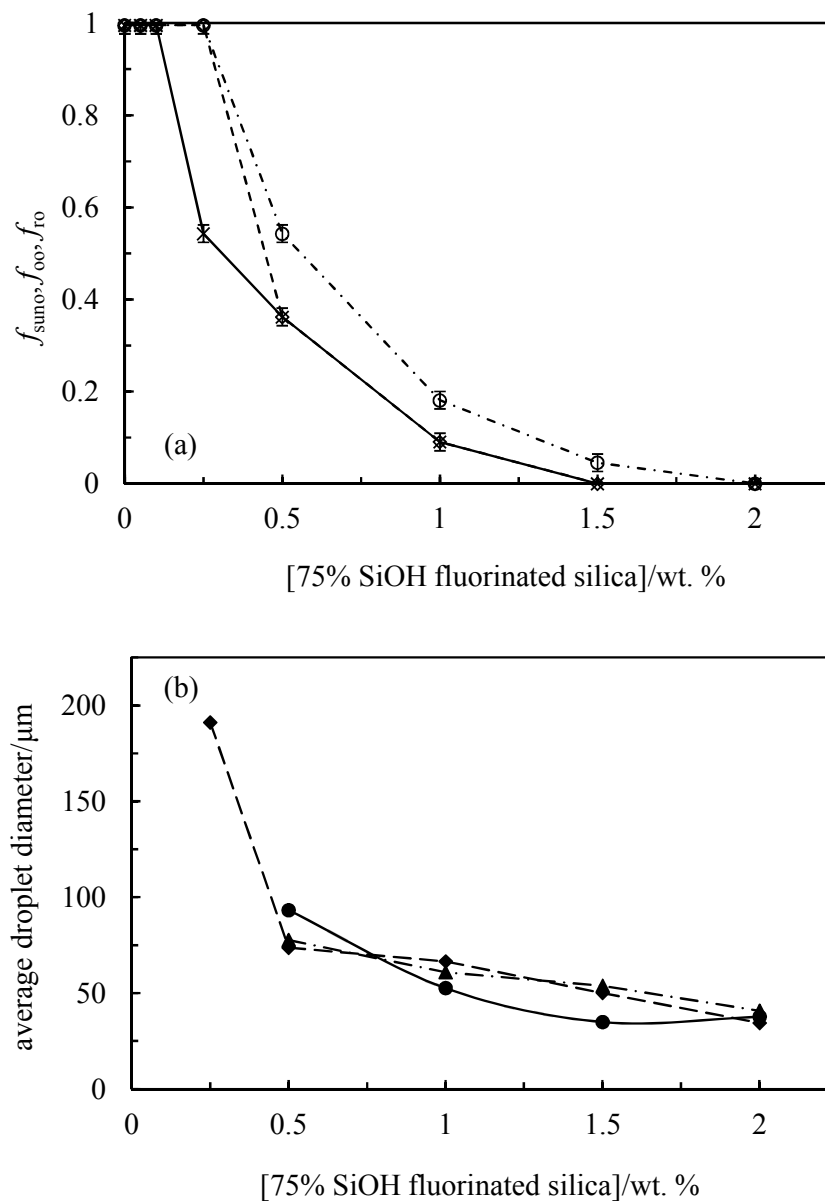 1
0.8
0.6
0.4
0.2
0
f_suno, f_oo, f_ro
(a)
0 0.5 1 1.5 2
[75% SiOH fluorinated silica]/wt. %
(b)
200
150
100
50
0
average droplet diameter/µm
0 0.5 1 1.5 2
[75% SiOH fluorinated silica]/wt. %